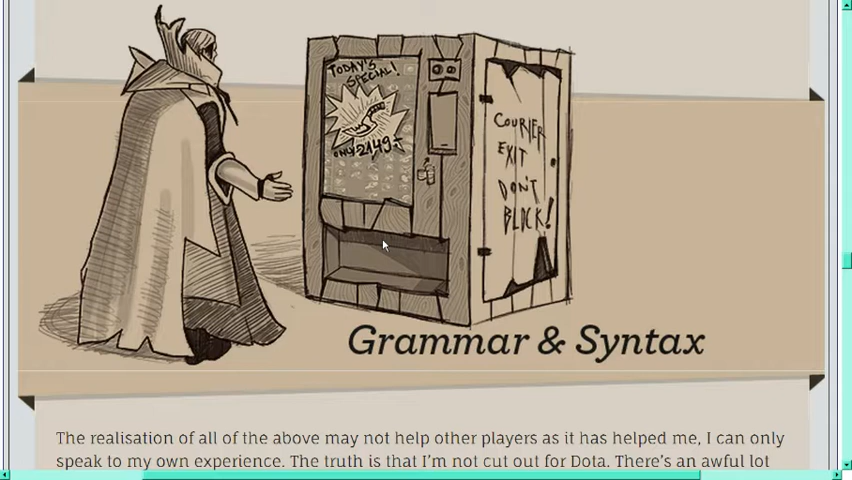 TODAY'S
SPECIAL!
ONLY 2149
COURIER
EXIT
DON'T
BLOCK!
Grammar & Syntax
The realisation of all of the above may not help other players as it has helped me, I can only
speak to my own experience. The truth is that I'm not cut out for Dota. There's an awful lot